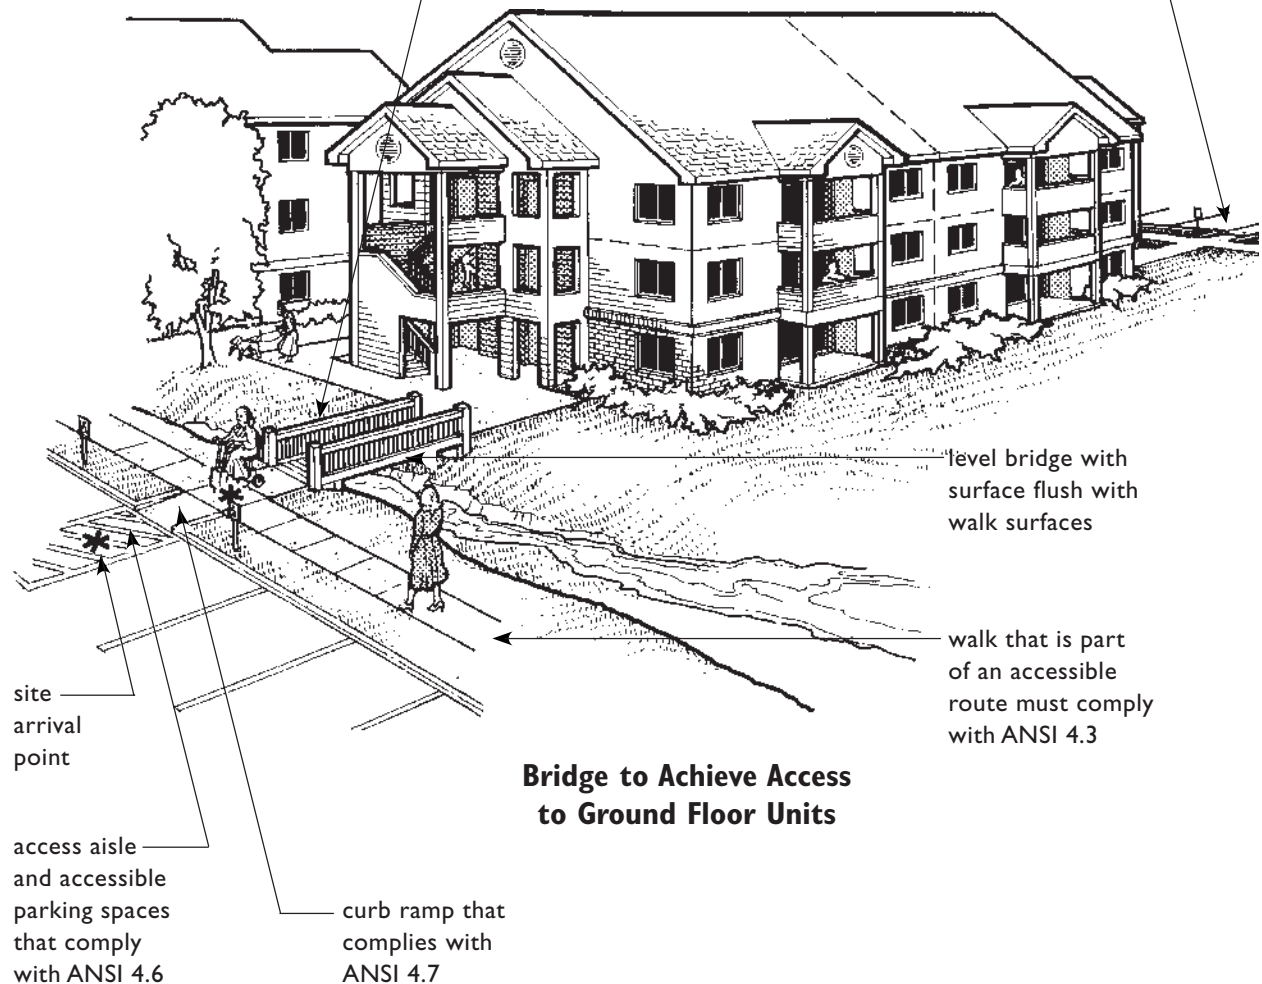 level bridge with
surface flush with
walk surfaces
walk that is part
of an accessible
route must comply
with ANSI 4.3
site
arrival
point
Bridge to Achieve Access
to Ground Floor Units
access aisle
and accessible
parking spaces
that comply
with ANSI 4.6
curb ramp that
complies with
ANSI 4.7